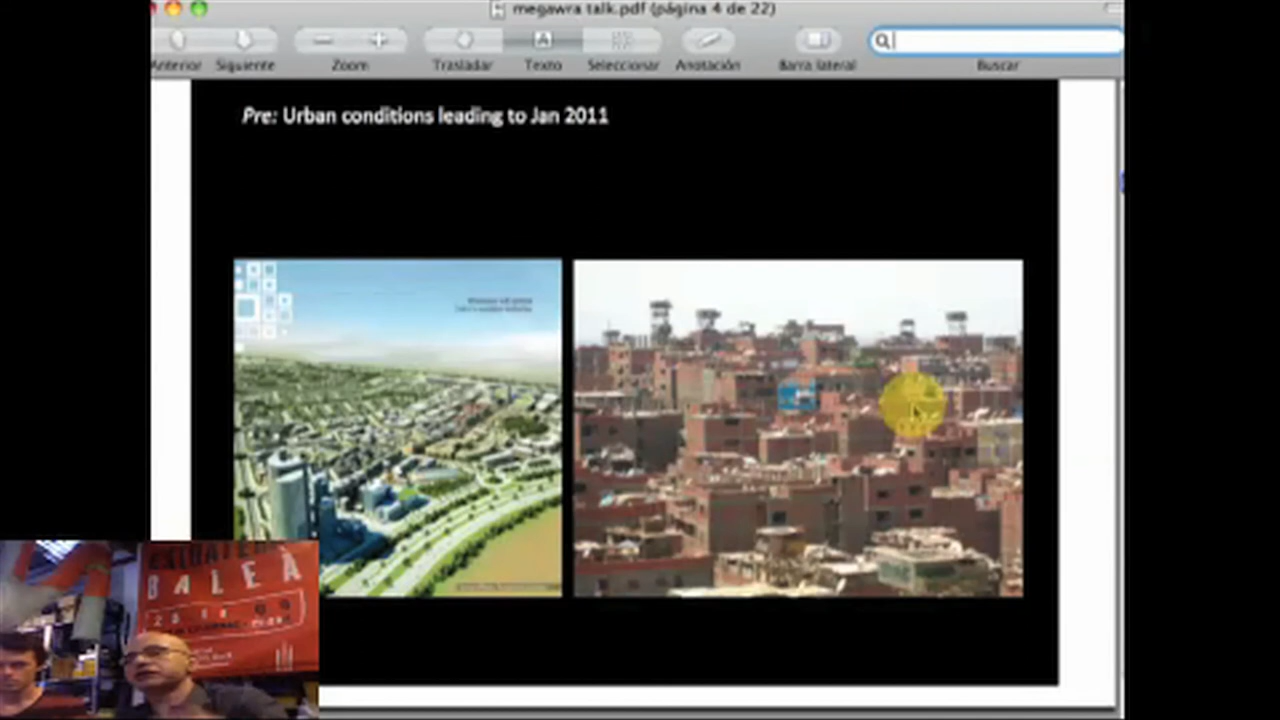 megawra talk.pdf (página 4 de 22)
Anterior Siguiente Zoom Trasladar Texto Seleccionar Anotación Barra lateral Buscar
Pre: Urban conditions leading to Jan 2011
BALEA